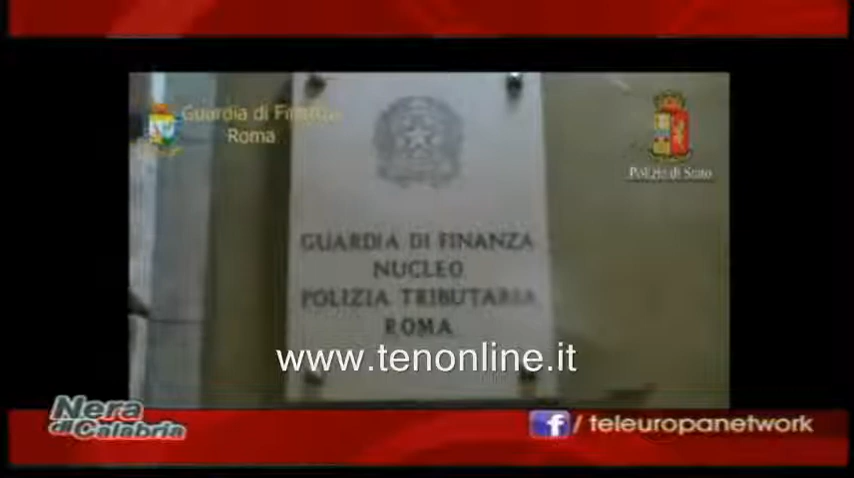 Guardia di Finanza
Roma
Polizia di Stato
GUARDIA DI FINANZA
NUCLEO
POLIZIA TRIBUTARIA
ROMA
www.tenonline.it
Nera
di Calabria
f / teleuropanetwork